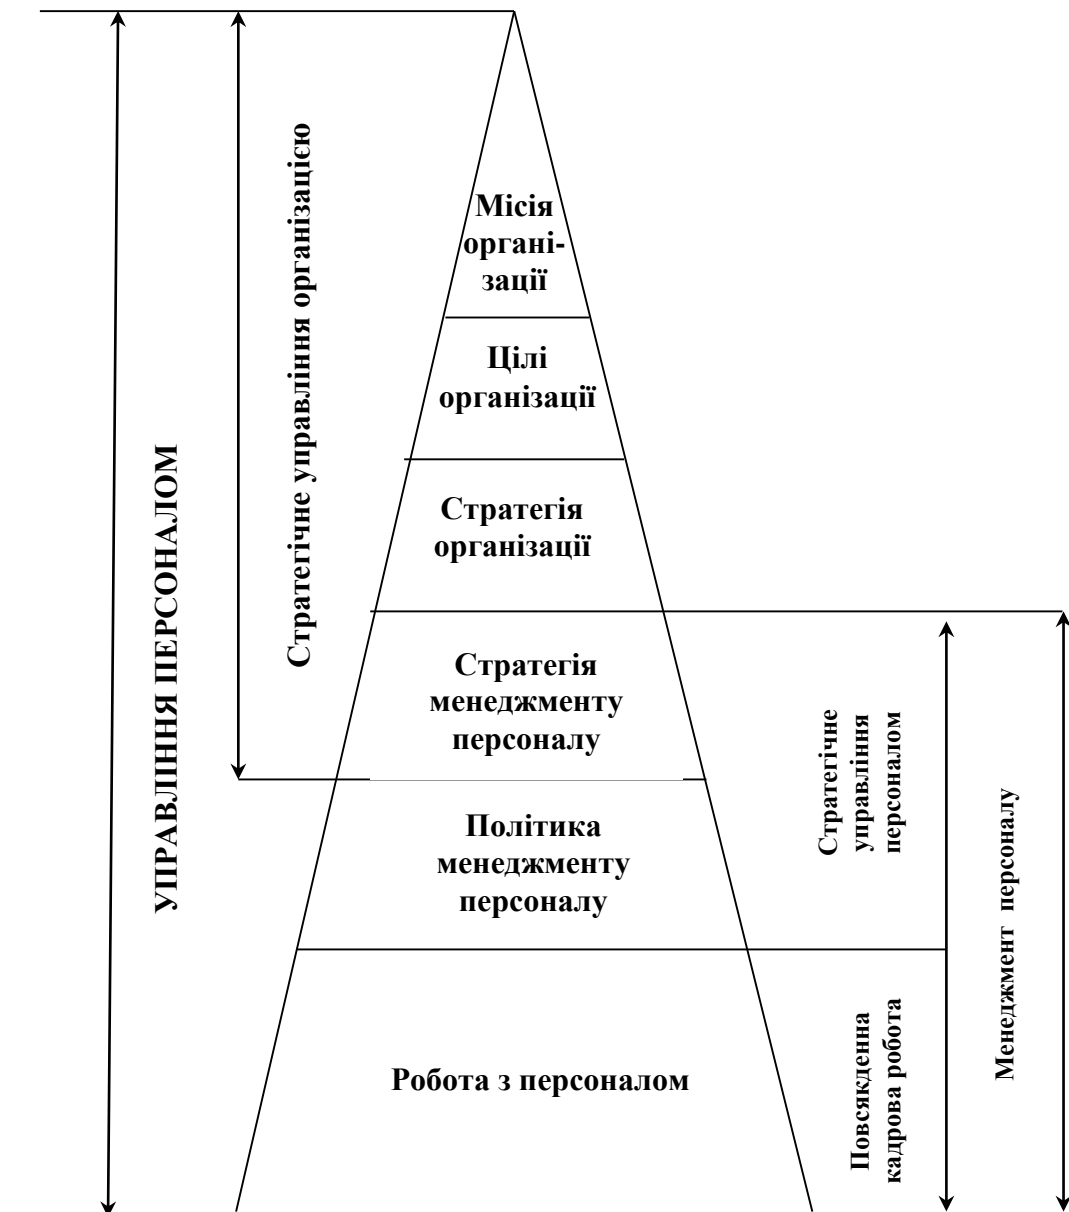 УПРАВЛІННЯ ПЕРСОНАЛОМ
Стратегічне управління організацією
Місія
органі-
зації
Цілі
організації
Стратегія
організації
Стратегія
менеджменту
персоналу
Політика
менеджменту
персоналу
Робота з персоналом
Стратегічне
управління
персоналом
Повсякденна
кадрова робота
Менеджмент персоналу